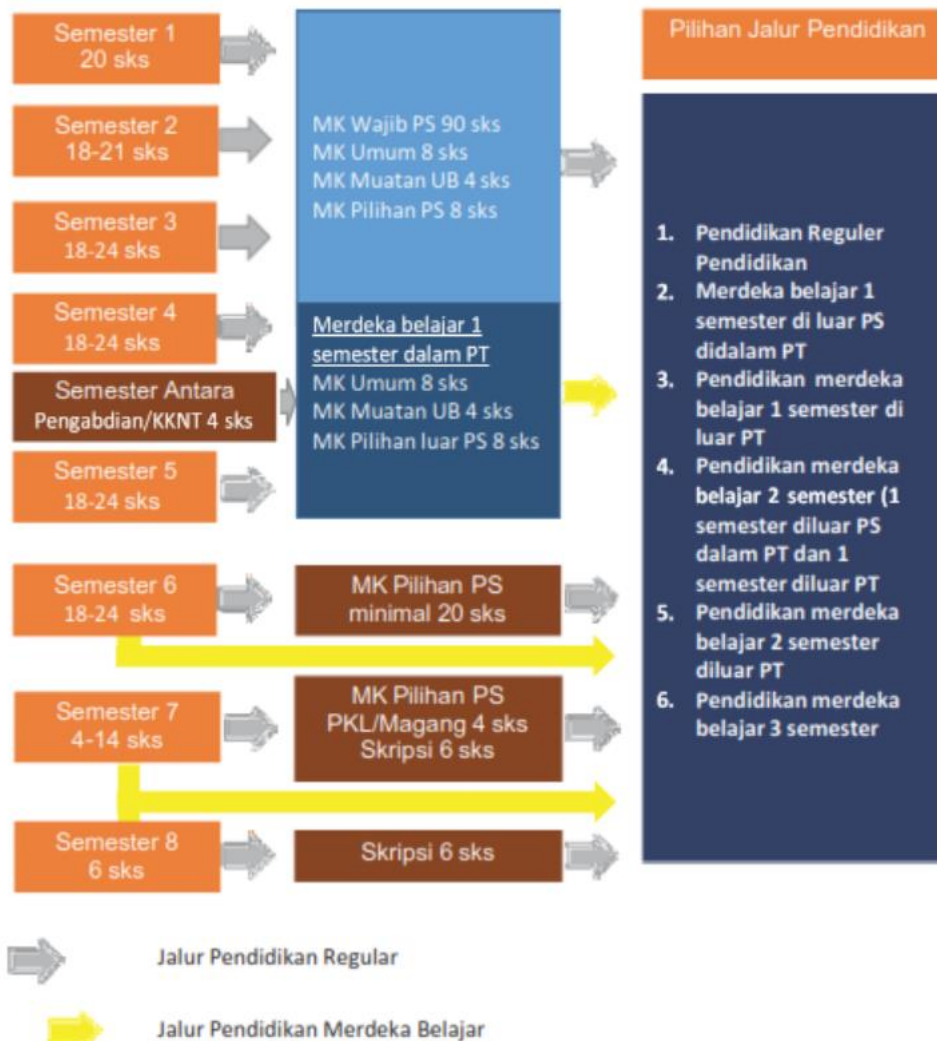 Semester 1
20 sks
Semester 2
18-21 sks
Semester 3
18-24 sks
Semester 4
18-24 sks
Semester Antara
Pengabdian/KKNT 4 sks
Semester 5
18-24 sks
Semester 6
18-24 sks
Semester 7
4-14 sks
Semester 8
6 sks
MK Wajib PS 90 sks
MK Umum 8 sks
MK Muatan UB 4 sks
MK Pilihan PS 8 sks
Merdeka belajar 1
semester dalam PT
MK Umum 8 sks
MK Muatan UB 4 sks
MK Pilihan luar PS 8 sks
MK Pilihan PS
minimal 20 sks
MK Pilihan PS
PKL/Magang 4 sks
Skripsi 6 sks
Skripsi 6 sks
Pilihan Jalur Pendidikan
1. Pendidikan Reguler
Pendidikan
2. Merdeka belajar 1
semester di luar PS
didalam PT
3. Pendidikan merdeka
belajar 1 semester di
luar PT
4. Pendidikan merdeka
belajar 2 semester (1
semester diluar PS
dalam PT dan 1
semester diluar PT
5. Pendidikan merdeka
belajar 2 semester
diluar PT
6. Pendidikan merdeka
belajar 3 semester
Jalur Pendidikan Regular
Jalur Pendidikan Merdeka Belajar